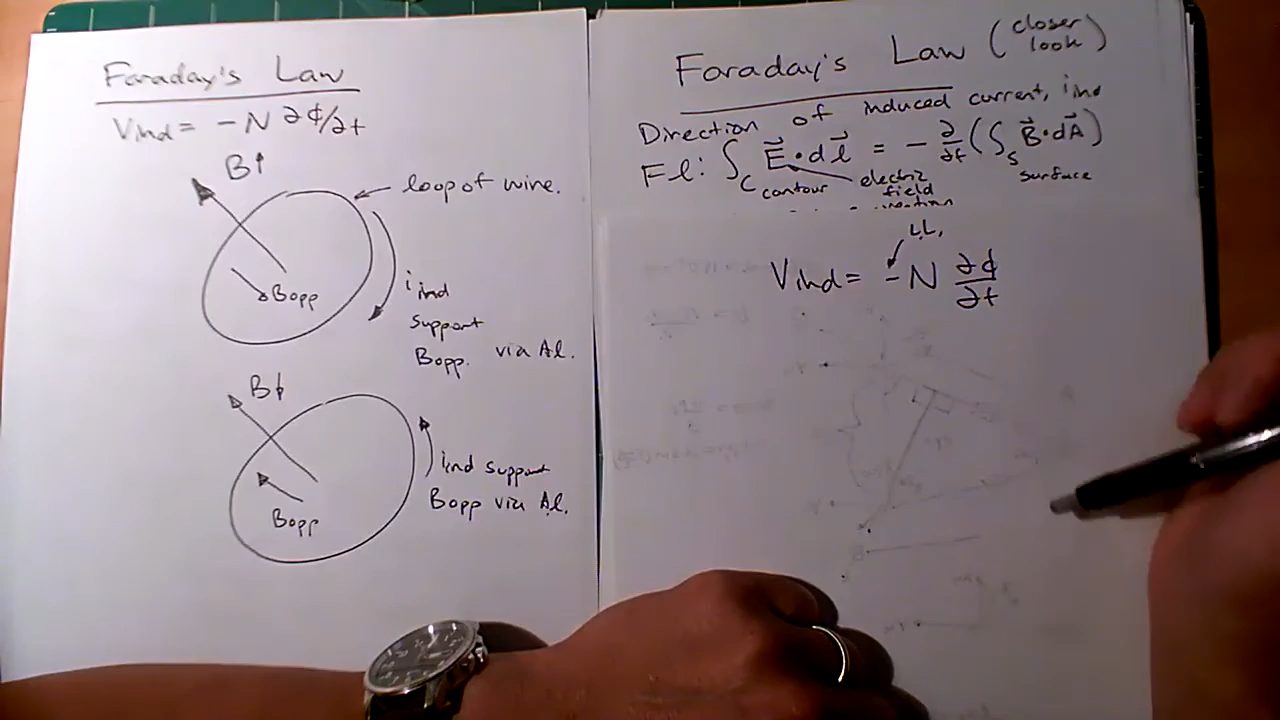 Faraday's Law
Vind = -N ∂ϕ/∂t
B↑
loop of wire.
Bopp
iind
support
Bopp. via Al.
B↓
iind support
Bopp via Al.
Bopp
Faraday's Law (closer look)
Direction of induced current, iind
Fl: ∫C E⃗ • dl⃗ = - ∂/∂t (∫S B⃗ • dA⃗)
contour
electric
field
surface
L.L.
Vind = -N ∂ϕ/∂t